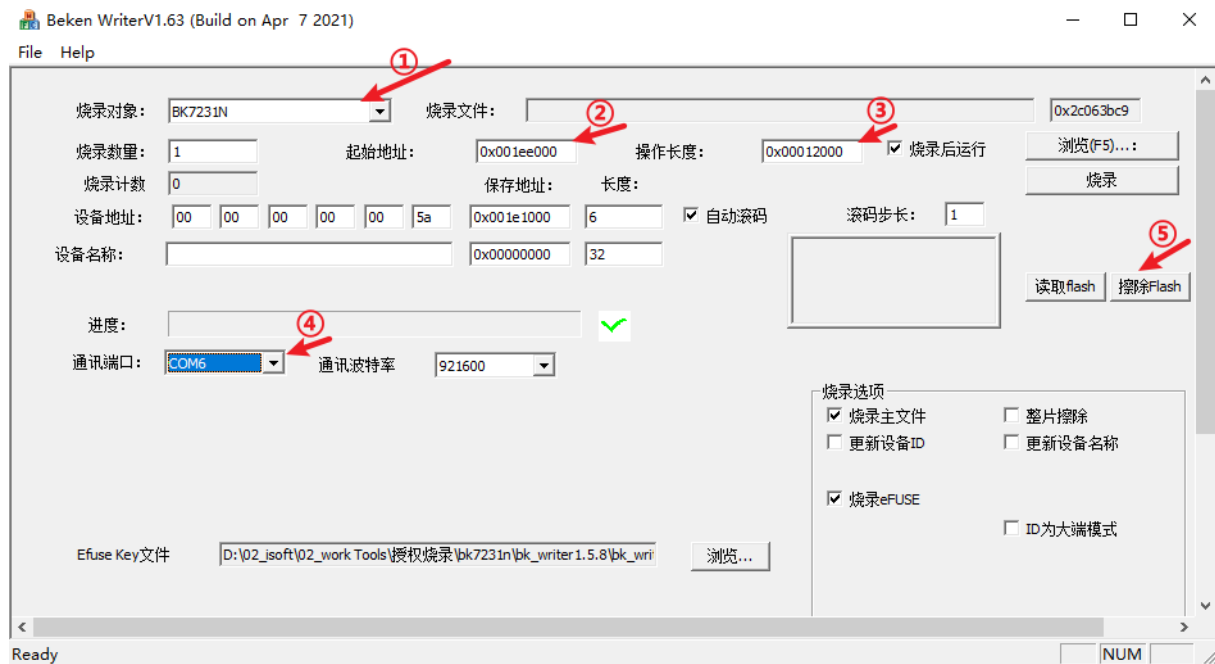 Beken WriterV1.63 (Build on Apr 7 2021)
File Help
①
烧录对象： BK7231N 烧录文件： 0x2c063bc9
② ③
烧录数量： 1 起始地址： 0x001ee000 操作长度： 0x00012000 烧录后运行 浏览(F5)...：
烧录计数 0 保存地址： 长度： 烧录
设备地址： 00 00 00 00 00 5a 0x001e1000 6 自动滚码 滚码步长： 1
设备名称： 0x00000000 32
⑤
读取flash 擦除Flash
进度： ④
通讯端口： COM6 通讯波特率 921600
烧录选项
烧录主文件 整片擦除
更新设备ID 更新设备名称
烧录eFUSE
ID为大端模式
Efuse Key文件 D:\02_isoft\02_work Tools\授权烧录\bk7231n\bk_writer1.5.8\bk_wri 浏览...
Ready NUM